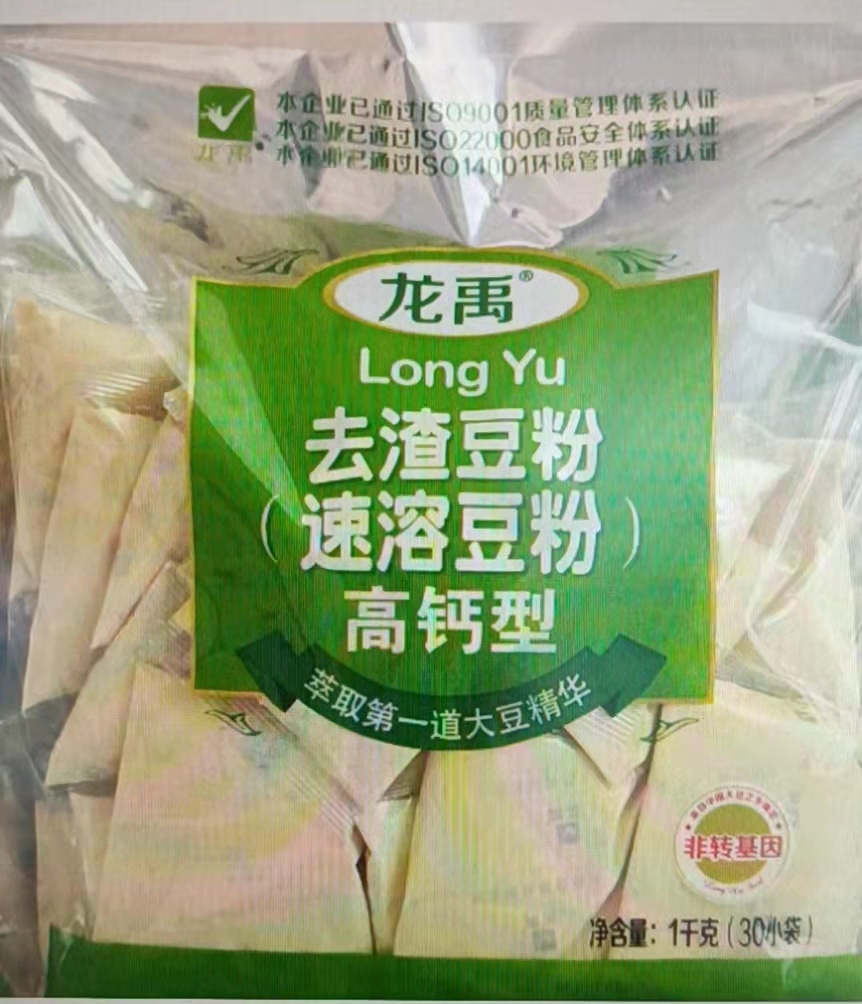 本企业已通过ISO9001质量管理体系认证
本企业已通过ISO22000食品安全体系认证
本企业已通过ISO14001环境管理体系认证
龙禹
龙禹®
Long Yu
去渣豆粉
（速溶豆粉）
高钙型
萃取第一道大豆精华
非转基因
净含量：1千克（30小袋）